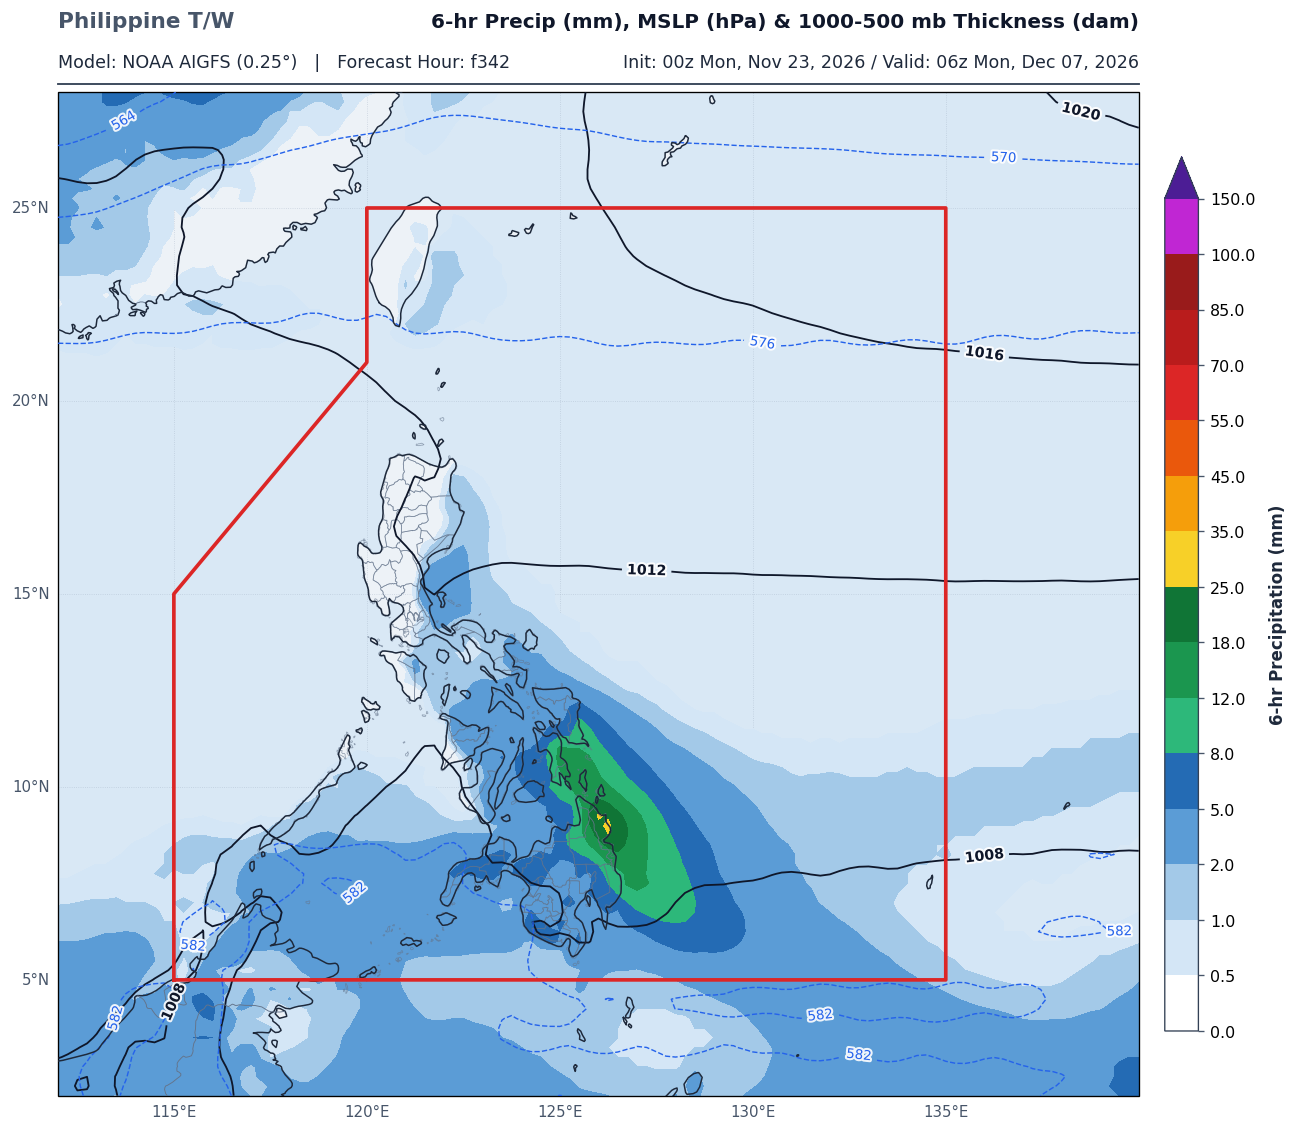 Philippine T/W
6-hr Precip (mm), MSLP (hPa) & 1000-500 mb Thickness (dam)
Model: NOAA AIGFS (0.25°)   |   Forecast Hour: f342
Init: 00z Mon, Nov 23, 2026 / Valid: 06z Mon, Dec 07, 2026
1020
564
570
25°N
576
1016
20°N
1012
15°N
10°N
1008
582
582
582
5°N
1008
582
582
582
115°E
120°E
125°E
130°E
135°E
150.0
100.0
85.0
70.0
55.0
45.0
35.0
25.0
18.0
12.0
8.0
5.0
2.0
1.0
0.5
0.0
6-hr Precipitation (mm)